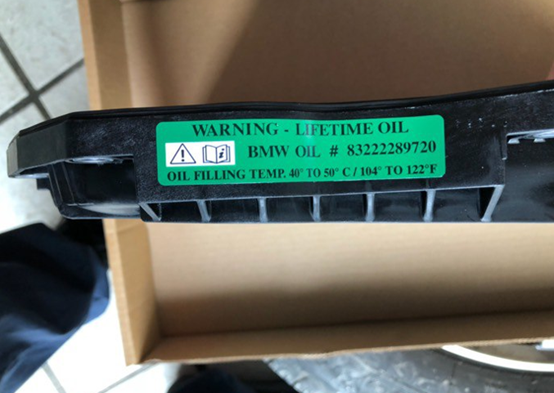 WARNING - LIFETIME OIL
BMW OIL # 83222289720
OIL FILLING TEMP. 40° TO 50° C / 104° TO 122°F